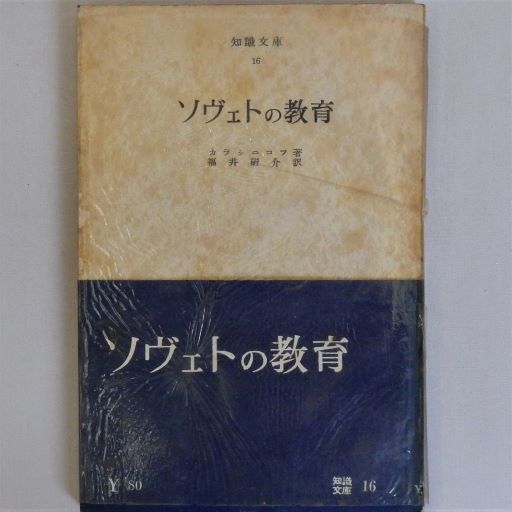 知識文庫
16
ソヴェトの教育
カラシニコフ著
福井研介訳
ソヴェトの教育
Y 80
知識
文庫 16
Y